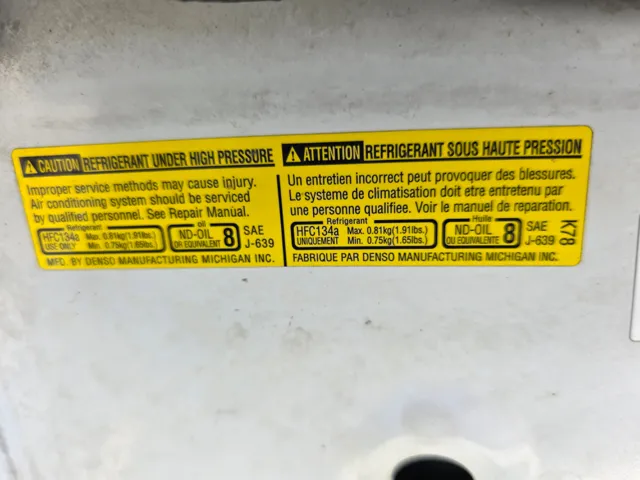 CAUTION REFRIGERANT UNDER HIGH PRESSURE
Improper service methods may cause injury.
Air conditioning system should be serviced
by qualified personnel. See Repair Manual.
Refrigerant
HFC134a
USE ONLY
Max. 0.81kg(1.91lbs.)
Min. 0.75kg(1.65lbs.)
oil
ND-OIL 8
OR EQUIVALENT
SAE
J-639
MFD. BY DENSO MANUFACTURING MICHIGAN INC.
ATTENTION REFRIGERANT SOUS HAUTE PRESSION
Un entretien incorrect peut provoquer des blessures.
Le systeme de climatisation doit etre entretenu par
une personne qualifiee. Voir le manuel de reparation.
Refrigerant
HFC134a
UNIQUEMENT
Max. 0.81kg(1.91lbs.)
Min. 0.75kg(1.65lbs.)
Huile
ND-OIL 8
OU EQUIVALENTE
SAE
J-639
K78
FABRIQUE PAR DENSO MANUFACTURING MICHIGAN INC.